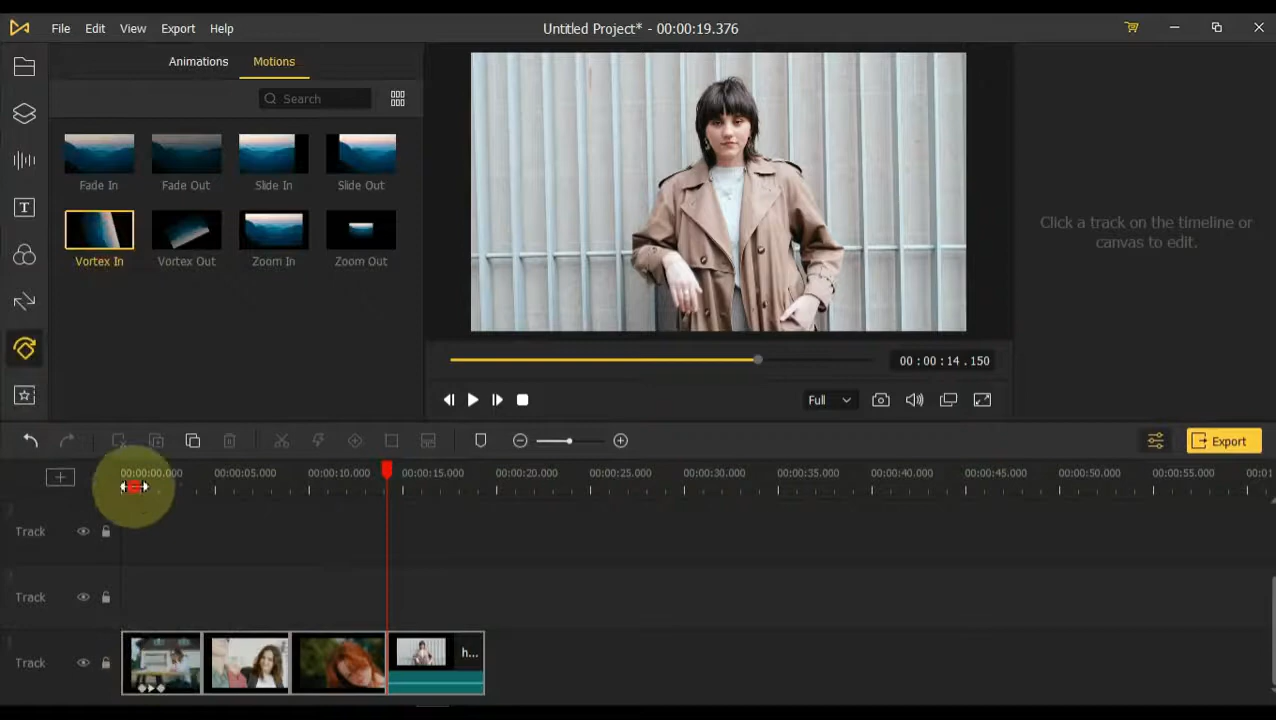 File Edit View Export Help
Untitled Project* - 00:00:19.376
Animations Motions
Search
Fade In Fade Out Slide In Slide Out
Vortex In Vortex Out Zoom In Zoom Out
Click a track on the timeline or
canvas to edit.
00 : 00 : 14 . 150
Full
Export
00:00:00.000 00:00:05.000 00:00:10.000 00:00:15.000 00:00:20.000 00:00:25.000 00:00:30.000 00:00:35.000 00:00:40.000 00:00:45.000 00:00:50.000 00:00:55.000 00:01
Track
Track
Track h...